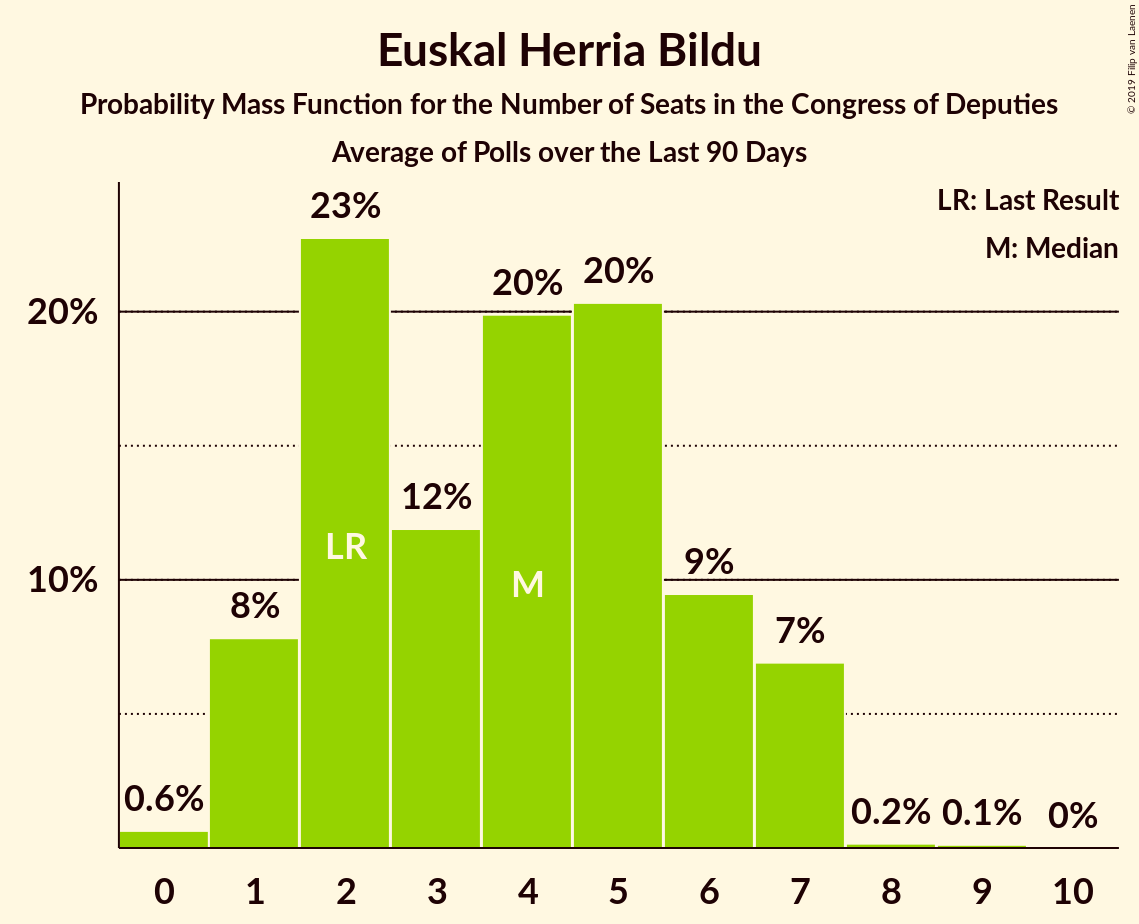 Euskal Herria Bildu
Probability Mass Function for the Number of Seats in the Congress of Deputies
Average of Polls over the Last 90 Days
© 2019 Filip van Laenen
LR: Last Result
M: Median
20%
10%
0.6%
8%
23%
12%
20%
20%
9%
7%
0.2%
0.1%
0%
LR
M
0 1 2 3 4 5 6 7 8 9 10